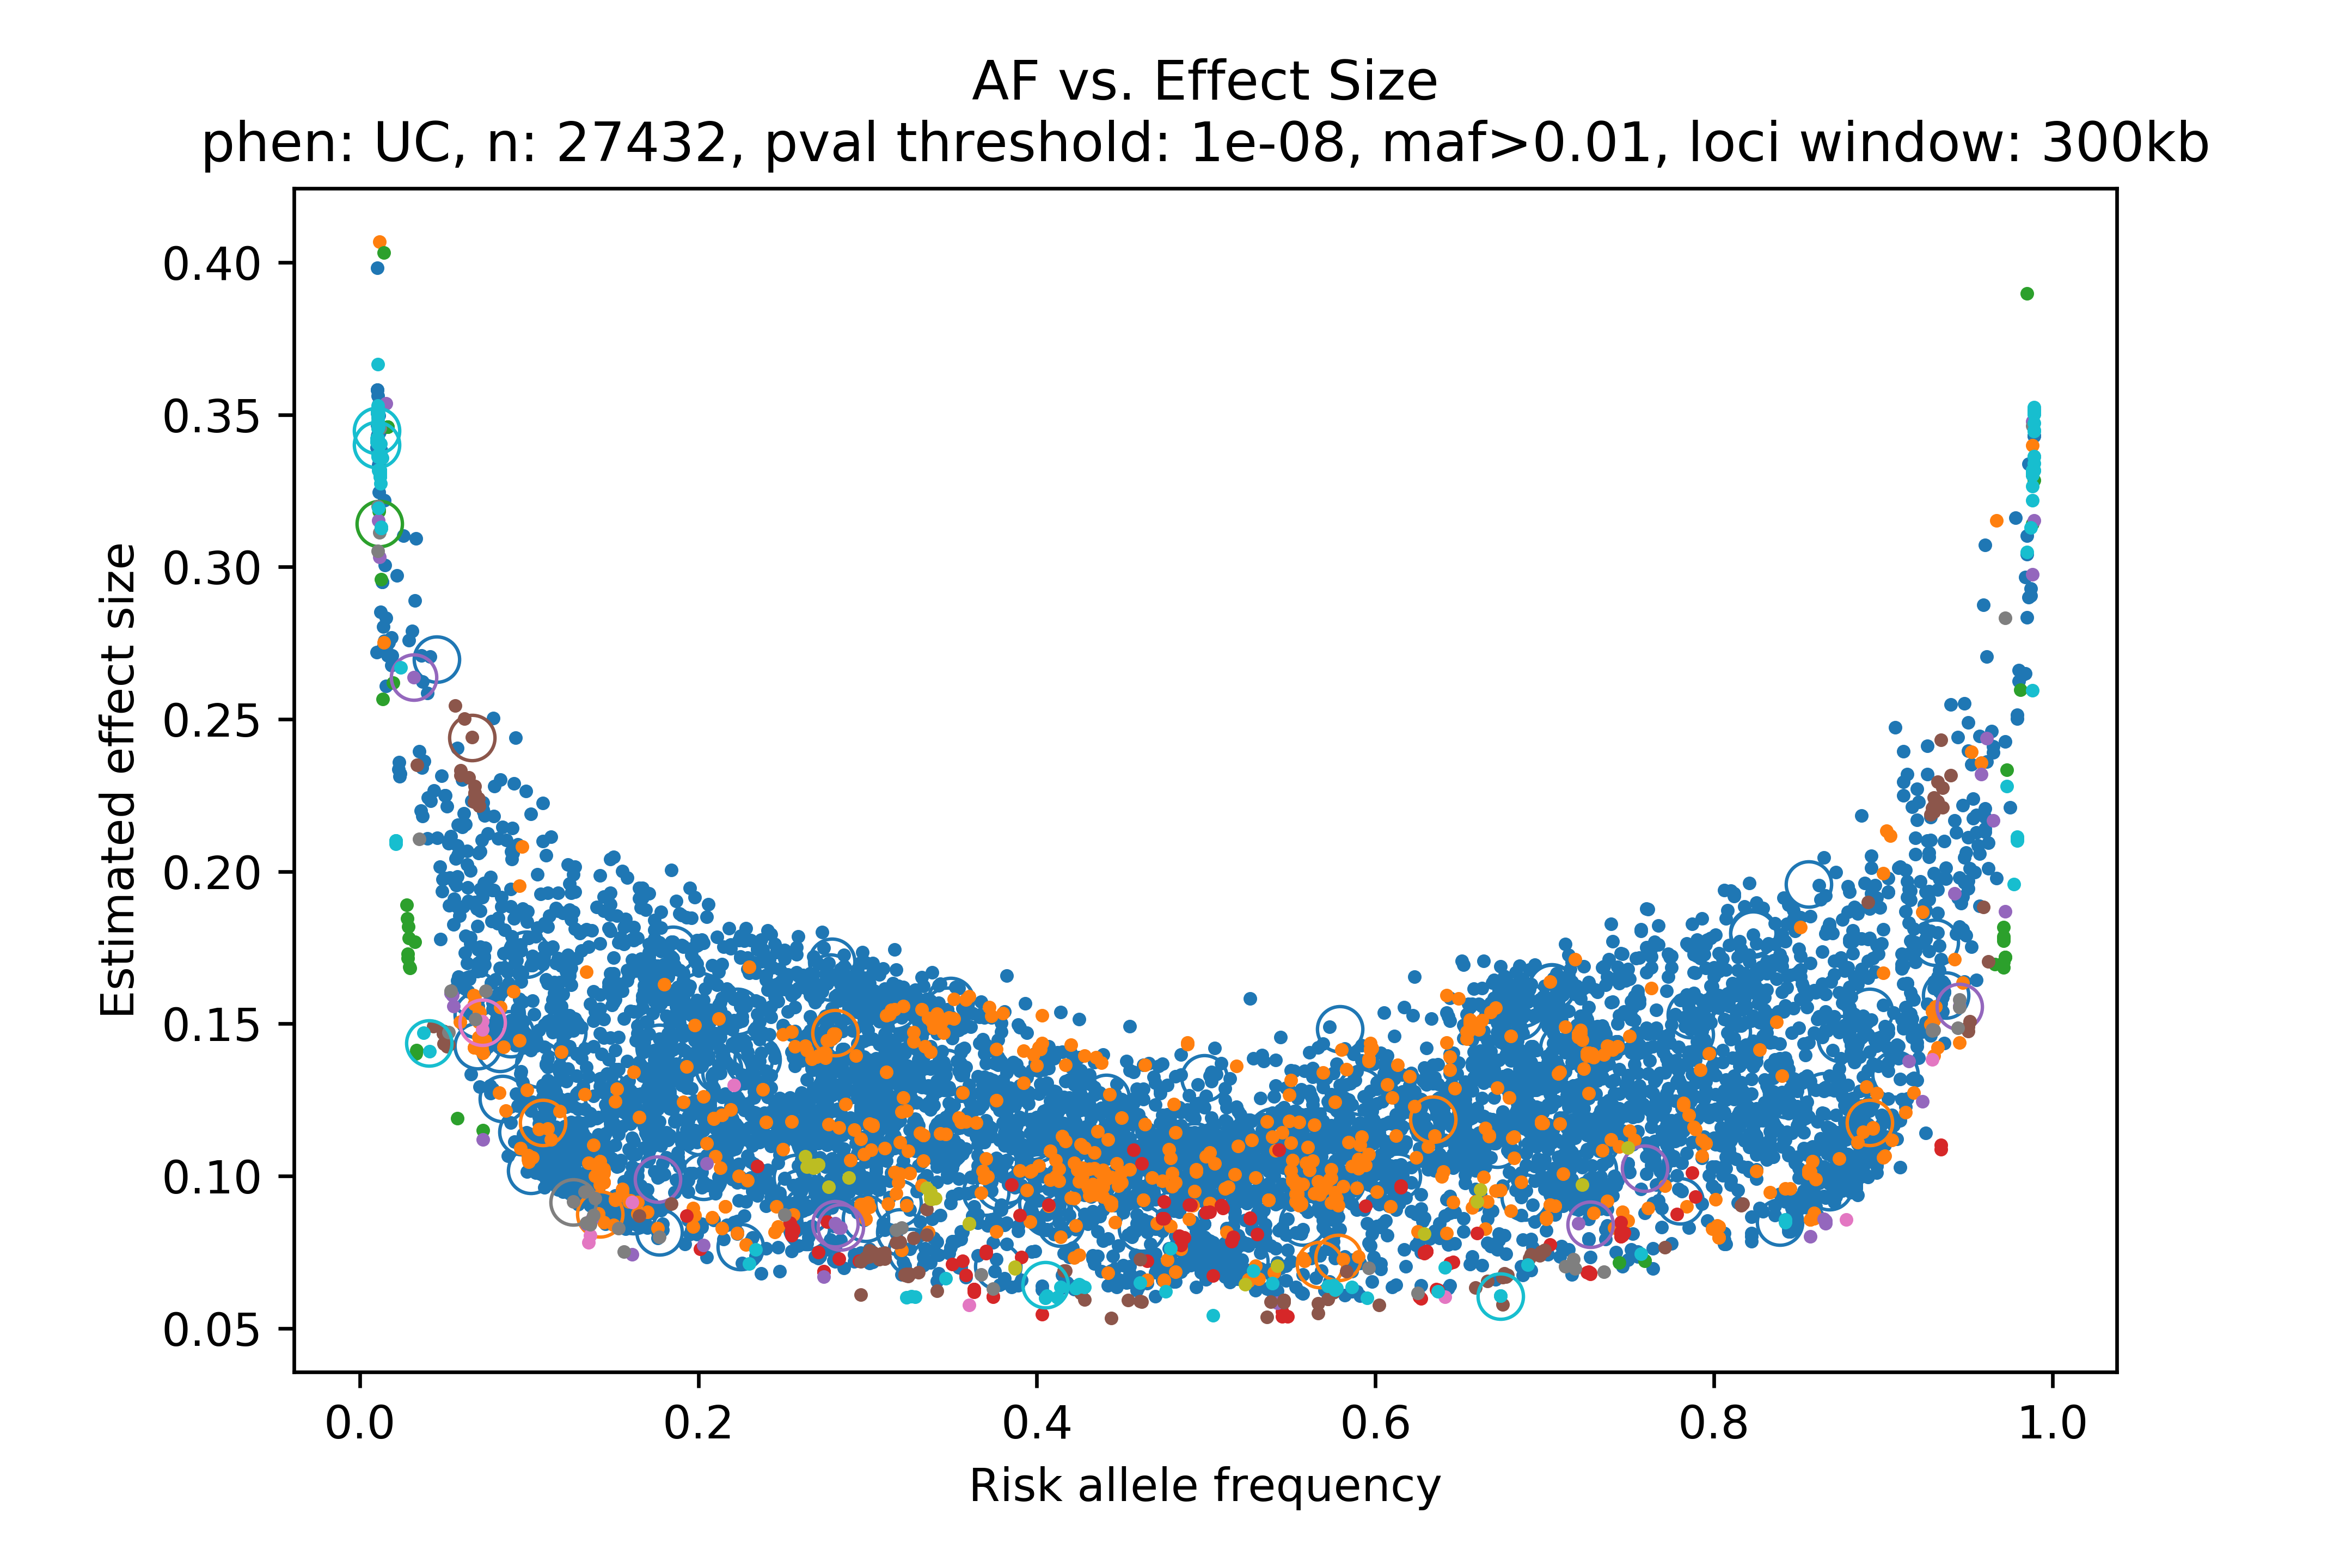 AF vs. Effect Size
phen: UC, n: 27432, pval threshold: 1e-08, maf>0.01, loci window: 300kb
0.40
0.35
0.30
0.25
0.20
0.15
0.10
0.05
Estimated effect size
0.0 0.2 0.4 0.6 0.8 1.0
Risk allele frequency